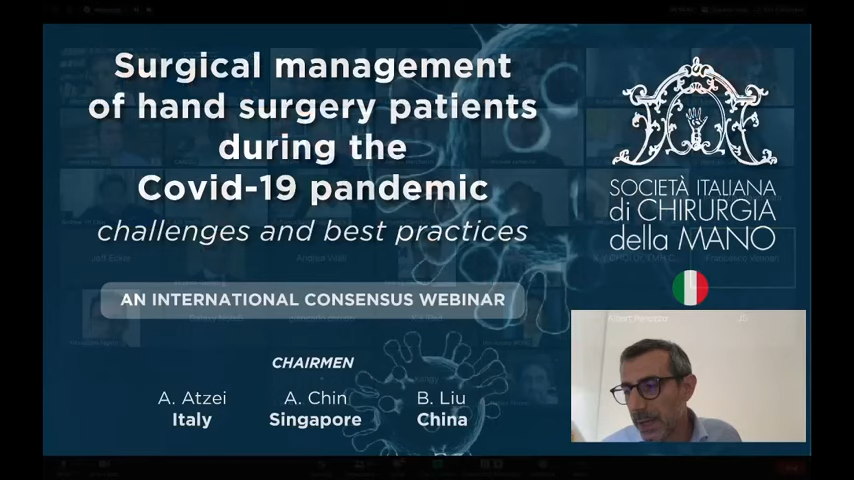 Surgical management
of hand surgery patients
during the
Covid-19 pandemic
challenges and best practices
SOCIETÀ ITALIANA
di CHIRURGIA
della MANO
AN INTERNATIONAL CONSENSUS WEBINAR
CHAIRMEN
A. Atzei
Italy
A. Chin
Singapore
B. Liu
China